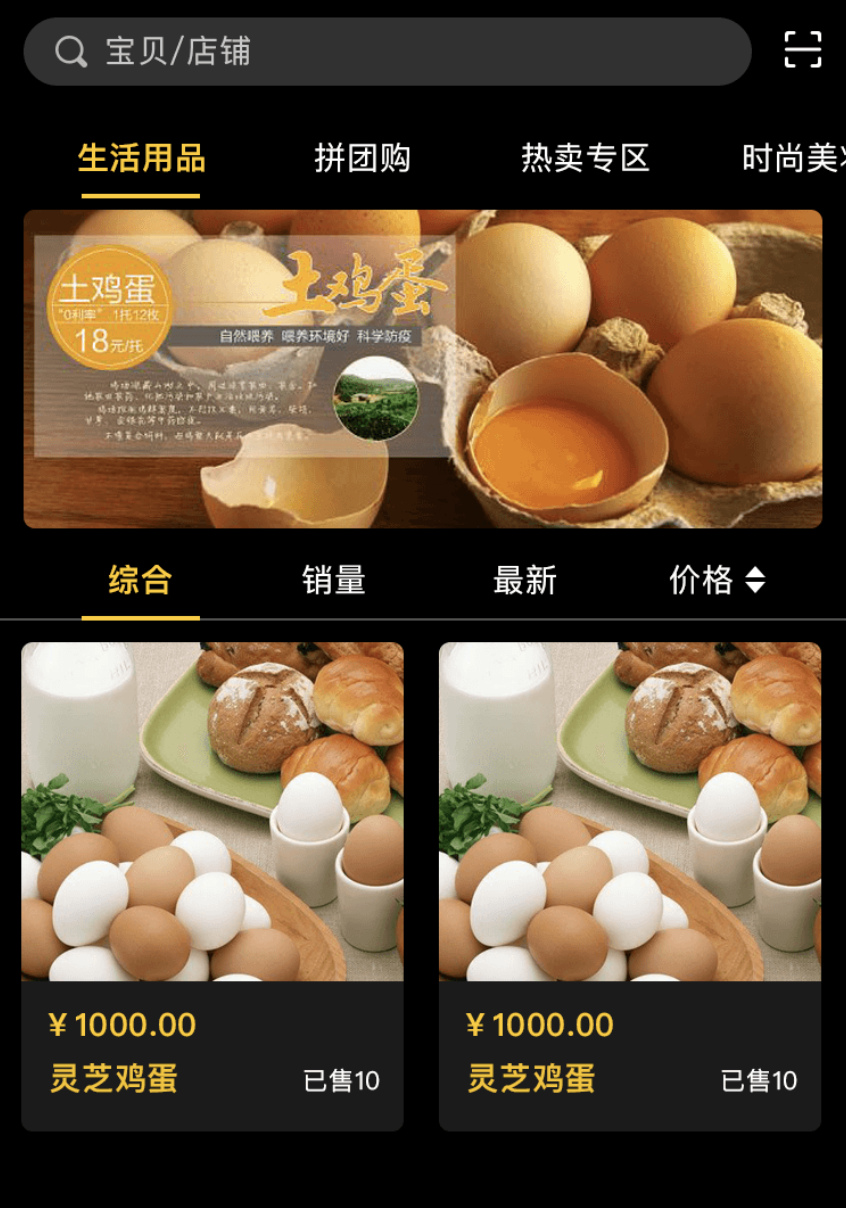 宝贝/店铺
生活用品 拼团购 热卖专区 时尚美
土鸡蛋
"0利率" 1托12枚
18元/托
土鸡蛋
自然喂养 喂养环境好 科学防疫
综合 销量 最新 价格
¥ 1000.00 ¥ 1000.00
灵芝鸡蛋 已售10 灵芝鸡蛋 已售10